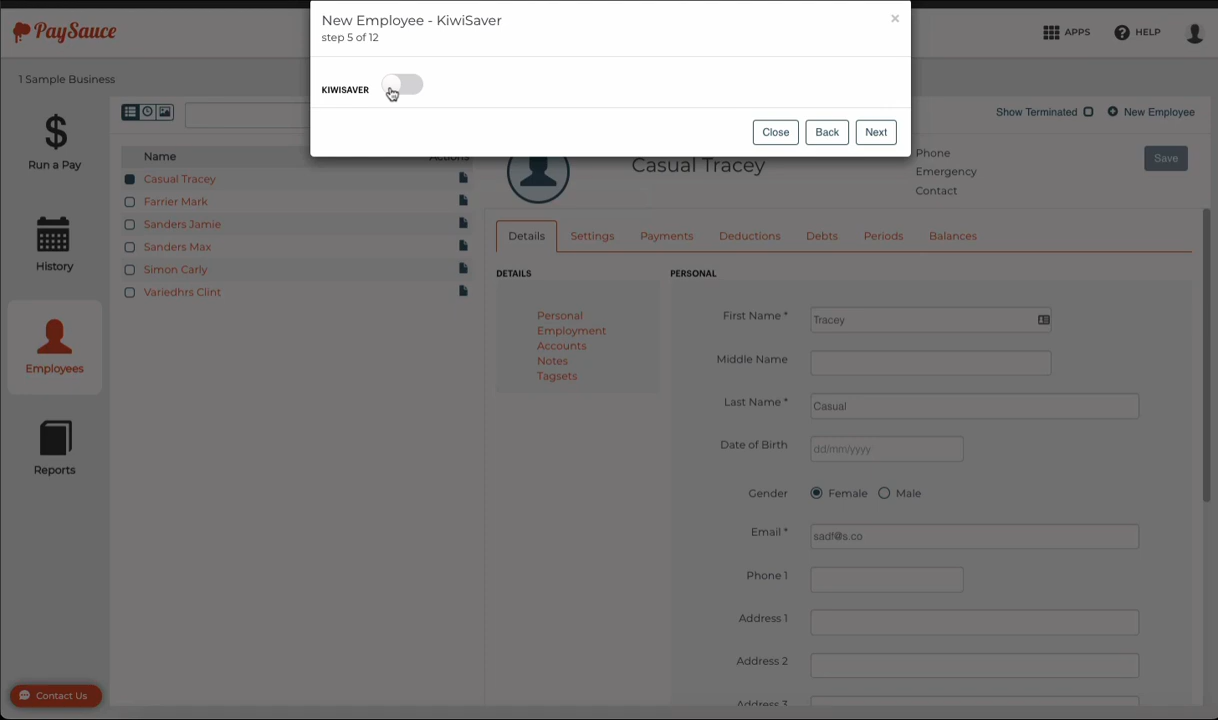 New Employee - KiwiSaver
step 5 of 12
×
KIWISAVER
Close
Back
Next
PaySauce
APPS
HELP
1 Sample Business
Show Terminated
New Employee
Run a Pay
History
Employees
Reports
Contact Us
Name
Actions
Casual Tracey
Farrier Mark
Sanders Jamie
Sanders Max
Simon Carly
Variedhrs Clint
Casual Tracey
Phone
Emergency
Contact
Save
Details
Settings
Payments
Deductions
Debts
Periods
Balances
DETAILS
Personal
Employment
Accounts
Notes
Tagsets
PERSONAL
First Name *
Tracey
Middle Name
Last Name *
Casual
Date of Birth
dd/mm/yyyy
Gender
Female
Male
Email *
sadf@s.co
Phone 1
Address 1
Address 2
Address 3